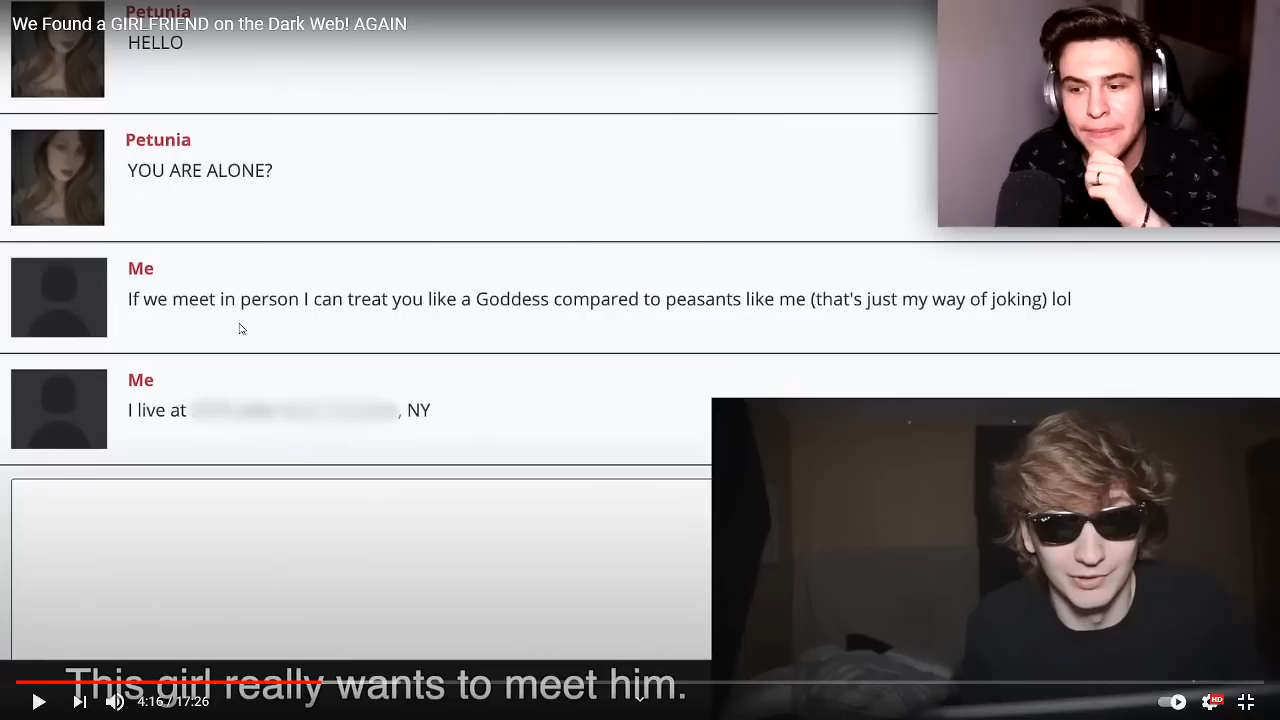 Petunia
We Found a GIRLFRIEND on the Dark Web! AGAIN
HELLO
Petunia
YOU ARE ALONE?
Me
If we meet in person I can treat you like a Goddess compared to peasants like me (that's just my way of joking) lol
Me
I live at , NY
This girl really wants to meet him.
4:16 / 17:26
HD